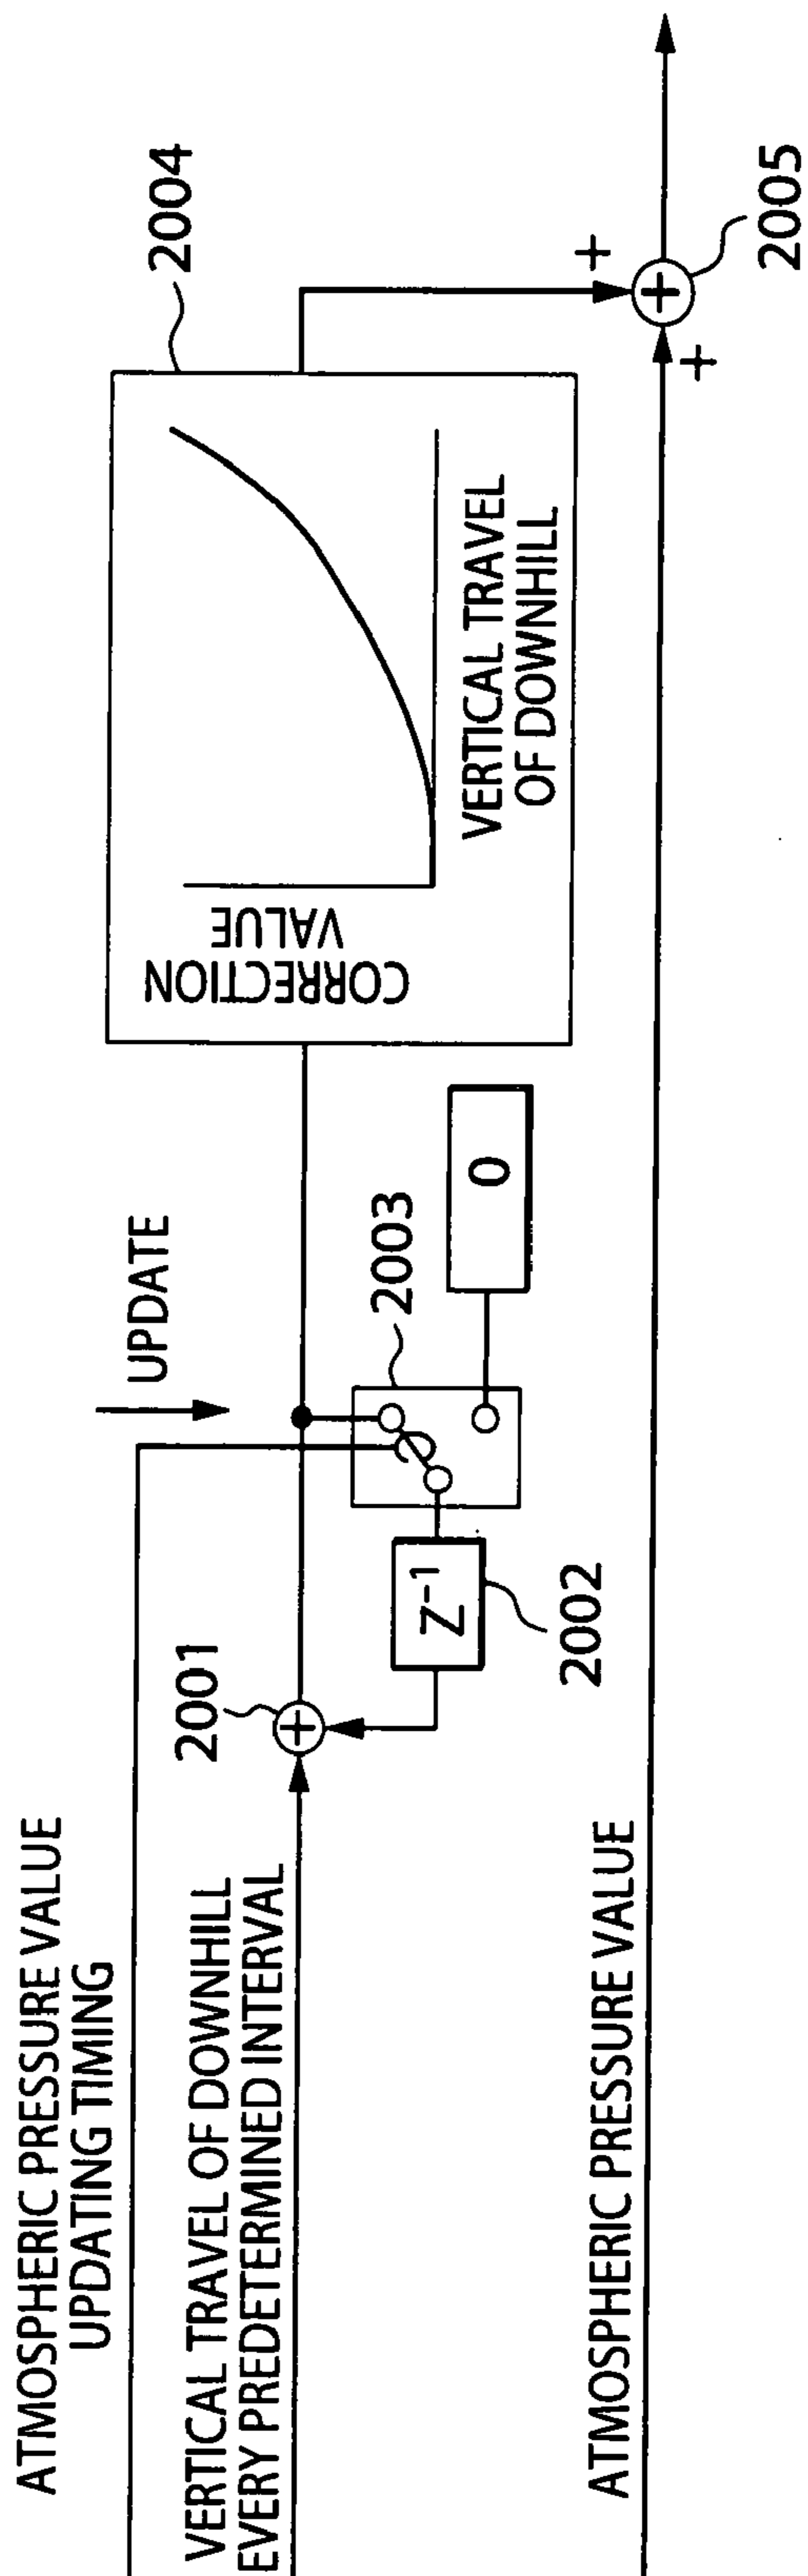 ATMOSPHERIC PRESSURE VALUE
UPDATING TIMING
VERTICAL TRAVEL OF DOWNHILL
EVERY PREDETERMINED INTERVAL
2001
+
Z⁻¹
2002
UPDATE
2003
0
CORRECTION
VALUE
VERTICAL TRAVEL
OF DOWNHILL
2004
ATMOSPHERIC PRESSURE VALUE
+
+
+
2005